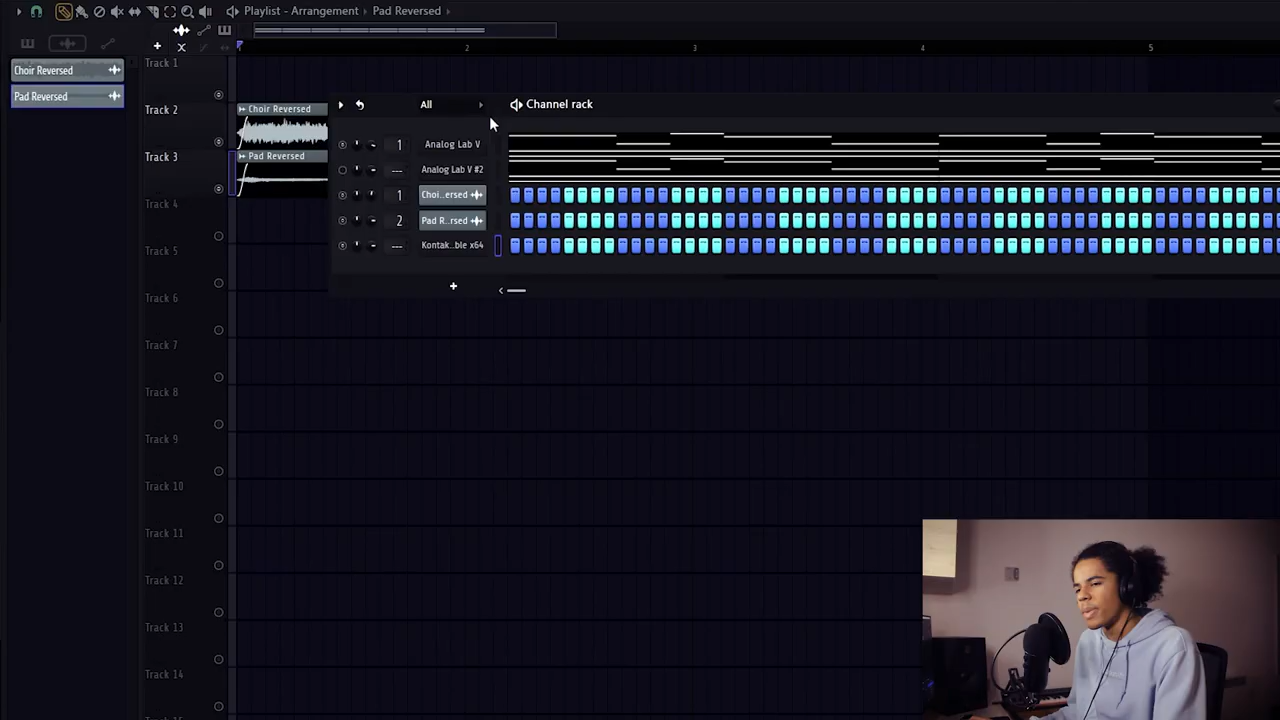 Playlist - Arrangement › Pad Reversed ›
2 3 4 5
Choir Reversed
Pad Reversed
Track 1
Track 2
Choir Reversed
Track 3
Pad Reversed
Track 4
Track 5
Track 6
Track 7
Track 8
Track 9
Track 10
Track 11
Track 12
Track 13
Track 14
All
Channel rack
1 Analog Lab V
--- Analog Lab V #2
1 Choi..ersed
2 Pad R..rsed
--- Kontak..ble x64